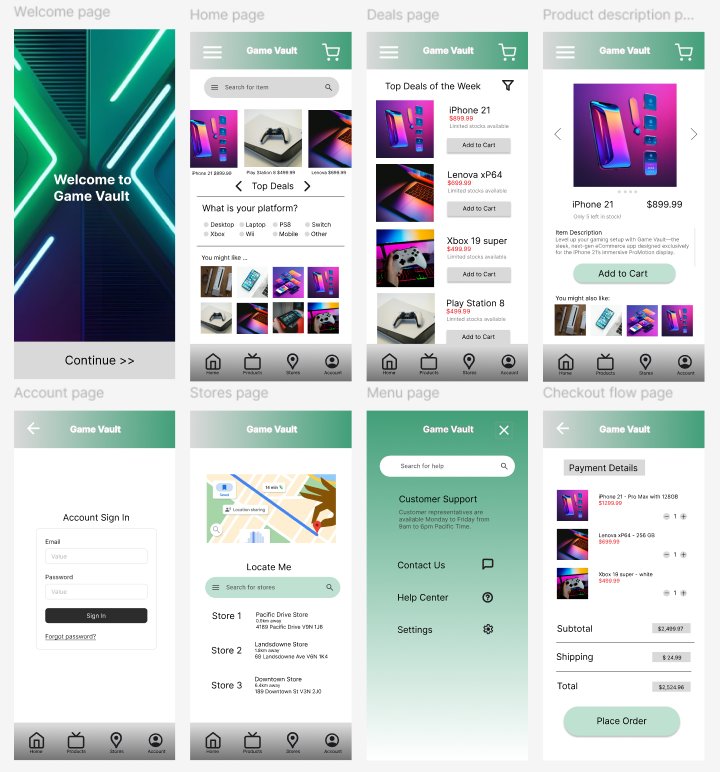 Welcome page
Welcome to
Game Vault
Continue >>
Home page
Game Vault
Search for item
iPhone 21 $899.99
Play Station 8 $499.99
Lenova $699.99
Top Deals
What is your platform?
Desktop Laptop PS8 Switch
Xbox Wii Mobile Other
You might like ...
Home Products Stores Account
Deals page
Game Vault
Top Deals of the Week
iPhone 21
$899.99
Limited stocks available
Add to Cart
Lenova xP64
$699.99
Limited stocks available
Add to Cart
Xbox 19 super
$499.99
Limited stocks available
Add to Cart
Play Station 8
$499.99
Limited stocks available
Add to Cart
Home Products Stores Account
Product description p...
Game Vault
iPhone 21 $899.99
Only 5 left in stock!
Item Description
Level up your gaming setup with Game Vault—the
sleek, next-gen eCommerce app designed exclusively
for the iPhone 21's immersive ProMotion display.
Add to Cart
You might also like:
Home Products Stores Account
Account page
Game Vault
Account Sign In
Email
Value
Password
Value
Sign In
Forgot password?
Home Products Stores Account
Stores page
Game Vault
Saved
14 min
Location sharing
Locate Me
Search for stores
Store 1
Pacific Drive Store
0.9km away
4189 Pacific Drive V9N 1J8
Store 2
Landsdowne Store
1.8km away
68 Landsdowne Ave V6N 1K4
Store 3
Downtown Store
6.4km away
189 Downtown St V3N 2J0
Home Products Stores Account
Menu page
Game Vault
Search for help
Customer Support
Customer representatives are
available Monday to Friday from
9am to 6pm Pacific Time.
Contact Us
Help Center
Settings
Checkout flow page
Game Vault
Payment Details
iPhone 21 - Pro Max with 128GB
$1299.99
1
Lenova xP64 - 256 GB
$699.99
1
Xbox 19 super - white
$499.99
1
Subtotal $2,499.97
Shipping $ 24.99
Total $2,524.96
Place Order